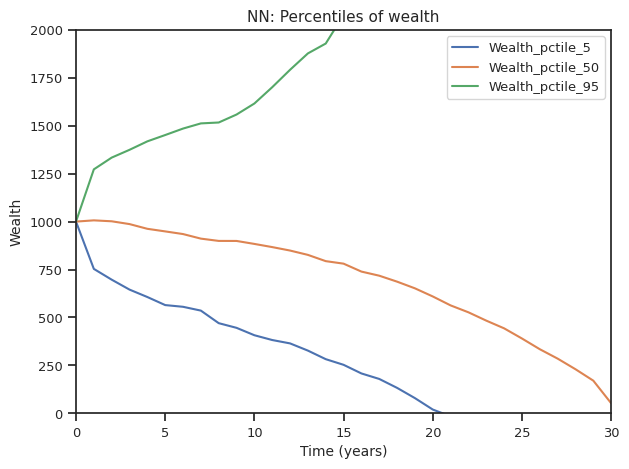 NN: Percentiles of wealth
Wealth_pctile_5
Wealth_pctile_50
Wealth_pctile_95
Wealth
2000
1750
1500
1250
1000
750
500
250
0
0 5 10 15 20 25 30
Time (years)